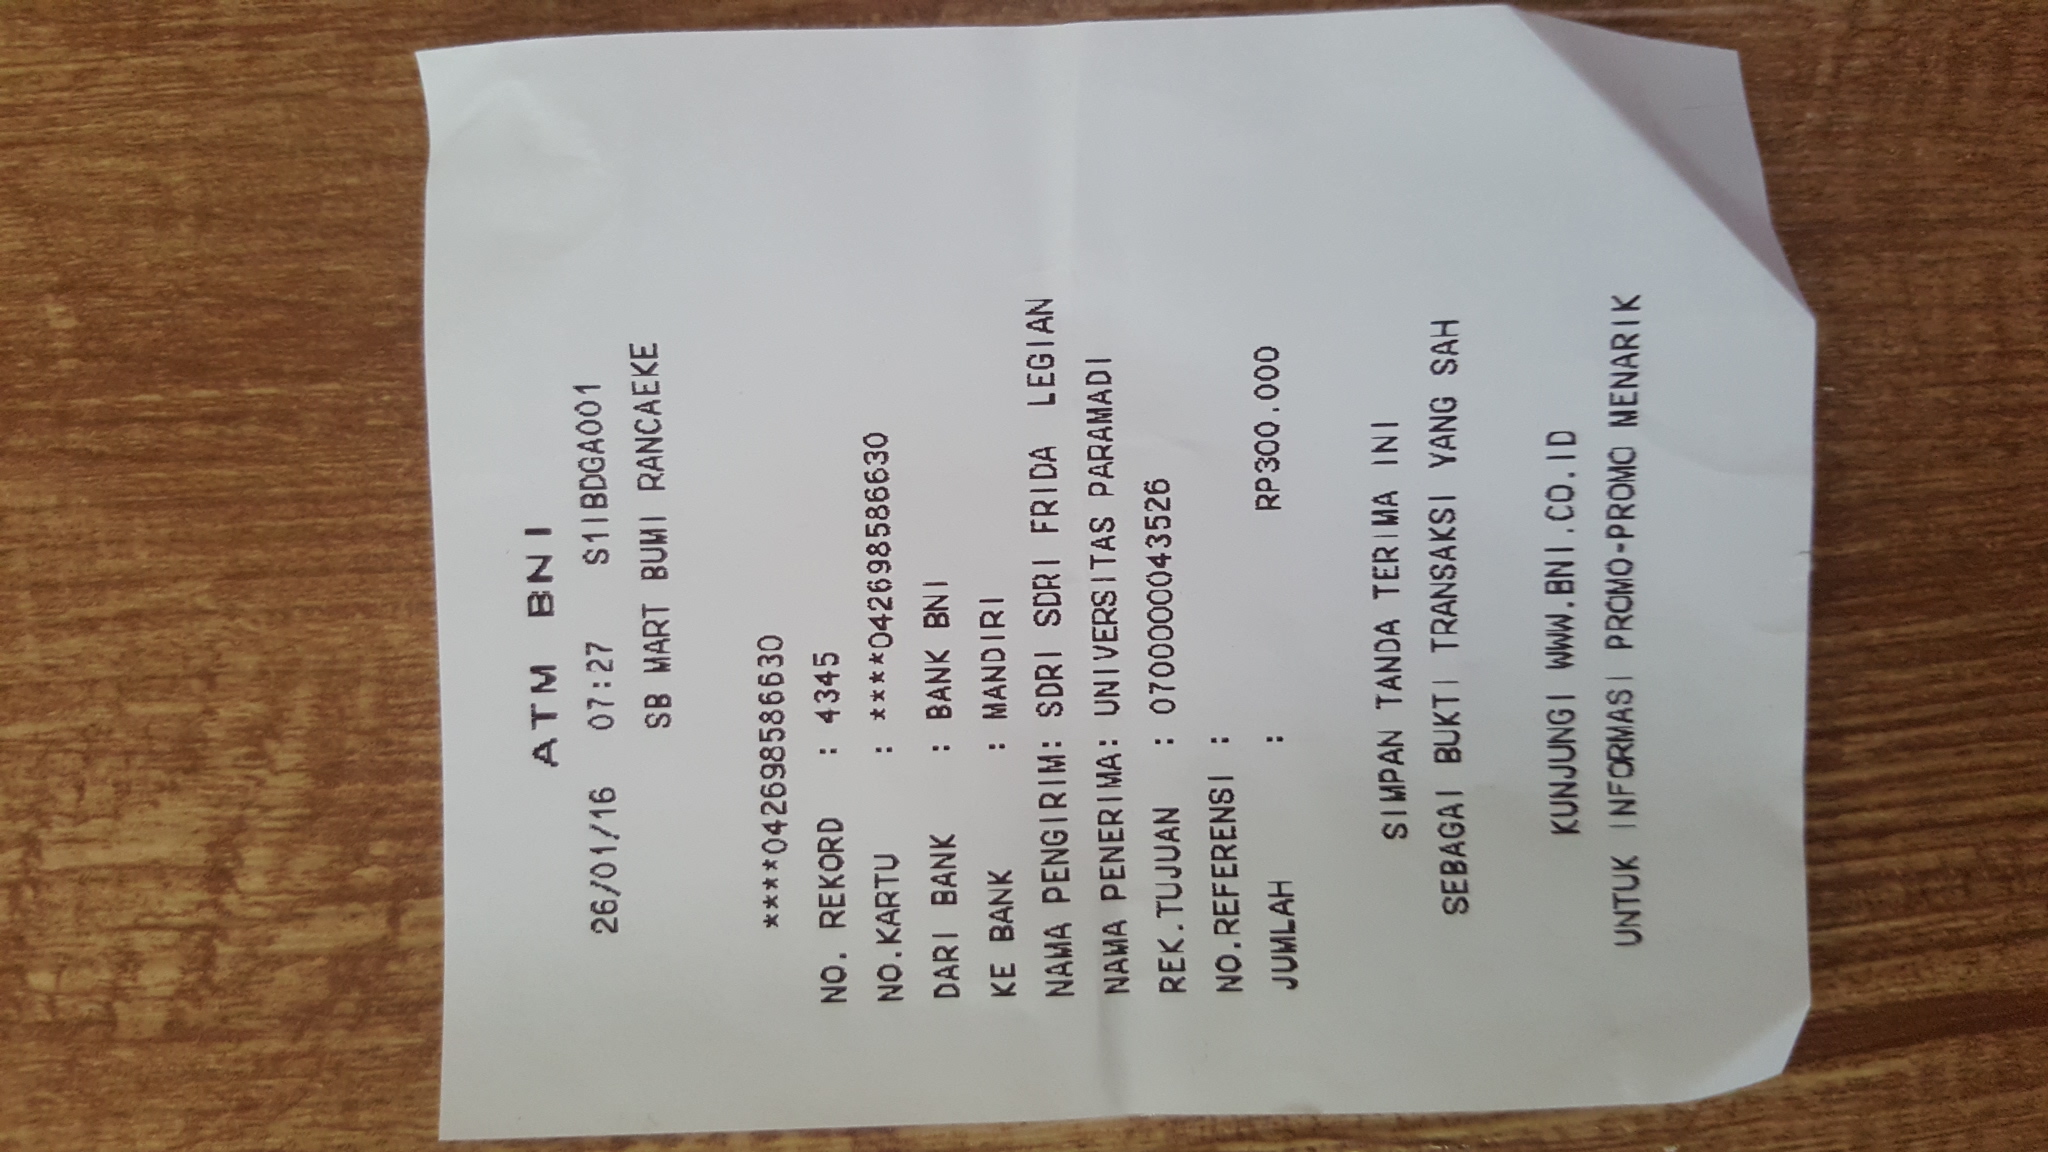 ATM BNI
26/01/16 07:27 S1IBDGA001
SB MART BUMI RANCAEKE
****042698586630
NO. REKORD : 4345
NO.KARTU : ****042698586630
DARI BANK : BANK BNI
KE BANK : MANDIRI
NAMA PENGIRIM: SDRI SDRI FRIDA LEGIAN
NAMA PENERIMA: UNIVERSITAS PARAMADI
REK.TUJUAN : 0700000043526
NO.REFERENSI :
JUMLAH : RP300.000
SIMPAN TANDA TERIMA INI
SEBAGAI BUKTI TRANSAKSI YANG SAH
KUNJUNGI WWW.BNI.CO.ID
UNTUK INFORMASI PROMO-PROMO MENARIK